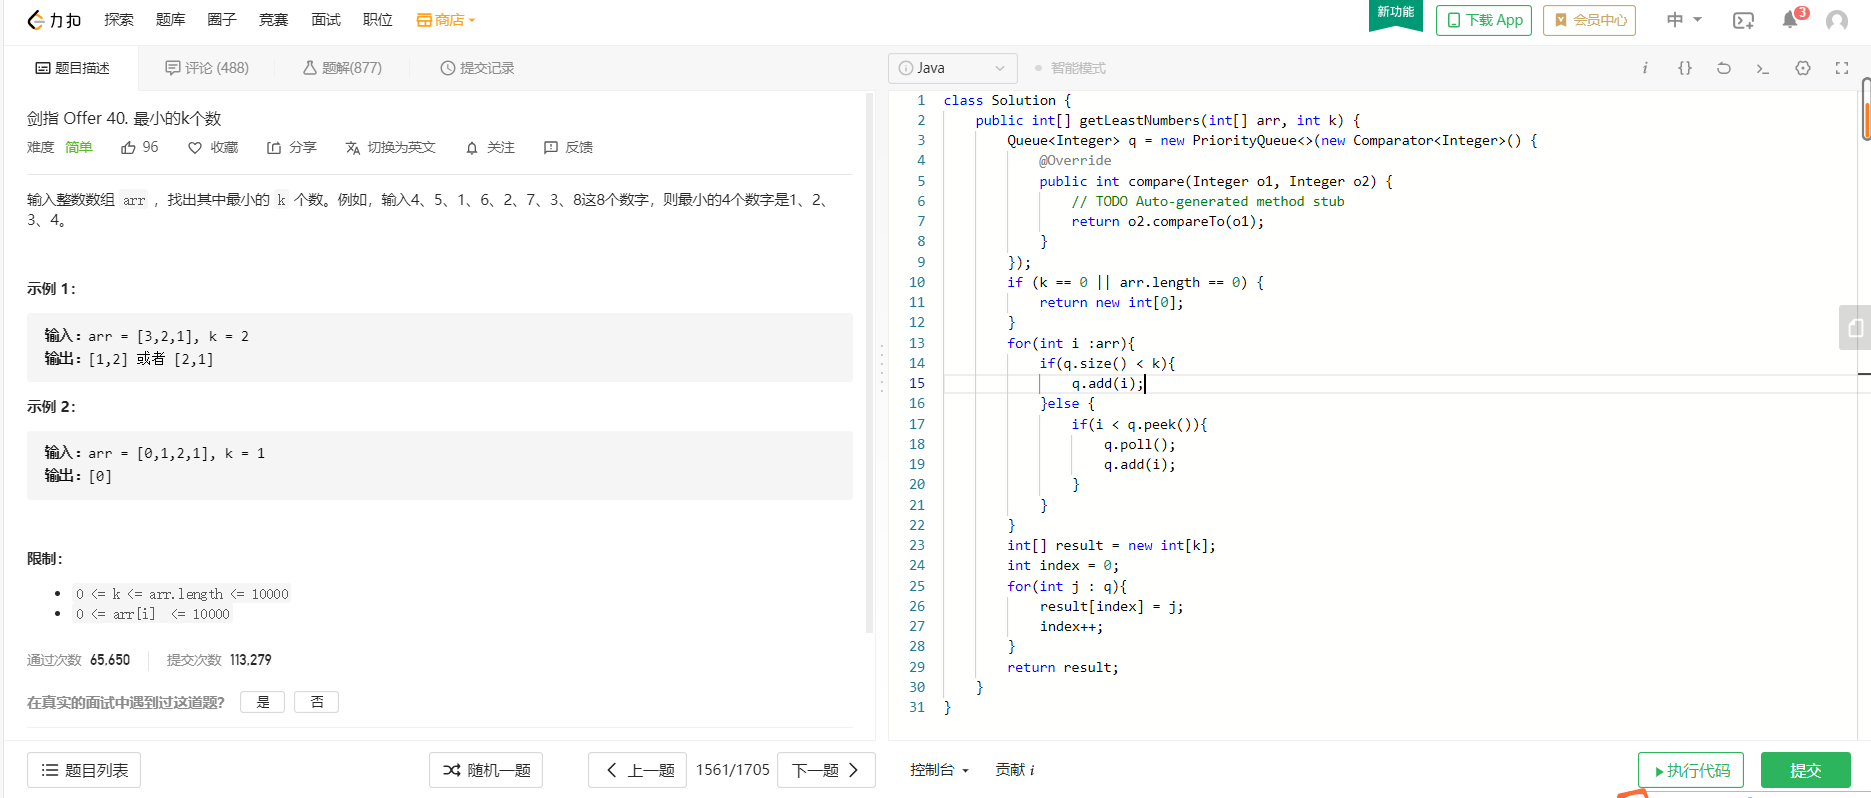 力扣 探索 题库 圈子 竞赛 面试 职位 商店 新功能 下载 App 会员中心 中 3
题目描述 评论 (488) 题解(877) 提交记录
剑指 Offer 40. 最小的k个数
难度 简单 96 收藏 分享 切换为英文 关注 反馈
输入整数数组 arr ，找出其中最小的 k 个数。例如，输入4、5、1、6、2、7、3、8这8个数字，则最小的4个数字是1、2、
3、4。
示例 1：
输入：arr = [3,2,1], k = 2
输出：[1,2] 或者 [2,1]
示例 2：
输入：arr = [0,1,2,1], k = 1
输出：[0]
限制：
0 <= k <= arr.length <= 10000
0 <= arr[i] <= 10000
通过次数 65,650 提交次数 113,279
在真实的面试中遇到过这道题? 是 否
题目列表 随机一题 上一题 1561/1705 下一题
Java 智能模式 i {} >_
1 class Solution {
2 public int[] getLeastNumbers(int[] arr, int k) {
3 Queue<Integer> q = new PriorityQueue<>(new Comparator<Integer>() {
4 @Override
5 public int compare(Integer o1, Integer o2) {
6 // TODO Auto-generated method stub
7 return o2.compareTo(o1);
8 }
9 });
10 if (k == 0 || arr.length == 0) {
11 return new int[0];
12 }
13 for(int i :arr){
14 if(q.size() < k){
15 q.add(i);
16 }else {
17 if(i < q.peek()){
18 q.poll();
19 q.add(i);
20 }
21 }
22 }
23 int[] result = new int[k];
24 int index = 0;
25 for(int j : q){
26 result[index] = j;
27 index++;
28 }
29 return result;
30 }
31 }
控制台 贡献 i 执行代码 提交